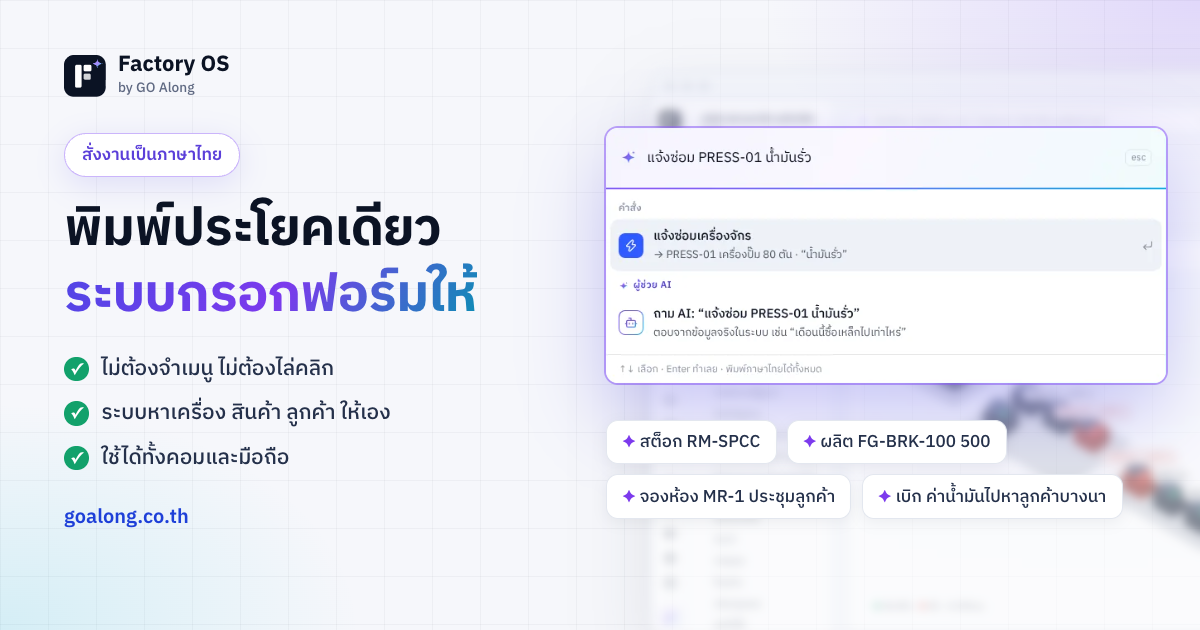 Factory OS
by GO Along
สั่งงานเป็นภาษาไทย
พิมพ์ประโยคเดียว
ระบบกรอกฟอร์มให้
ไม่ต้องจำเมนู ไม่ต้องไล่คลิก
ระบบหาเครื่อง สินค้า ลูกค้า ให้เอง
ใช้ได้ทั้งคอมและมือถือ
goalong.co.th
แจ้งซ่อม PRESS-01 น้ำมันรั่ว
esc
คำสั่ง
แจ้งซ่อมเครื่องจักร
→ PRESS-01 เครื่องปั๊ม 80 ตัน · “น้ำมันรั่ว”
ผู้ช่วย AI
ถาม AI: “แจ้งซ่อม PRESS-01 น้ำมันรั่ว”
ตอบจากข้อมูลจริงในระบบ เช่น “เดือนนี้ซื้อเหล็กไปเท่าไหร่”
↑↓ เลือก · Enter ทำเลย · พิมพ์ภาษาไทยได้ทั้งหมด
สต็อก RM-SPCC
ผลิต FG-BRK-100 500
จองห้อง MR-1 ประชุมลูกค้า
เบิก ค่าน้ำมันไปหาลูกค้าบางนา